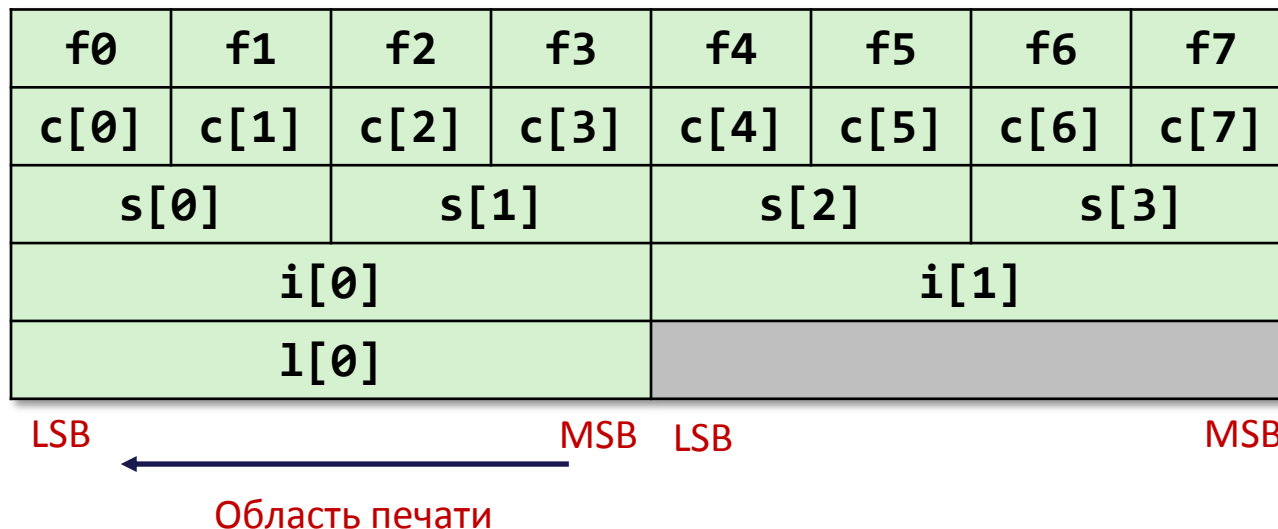 f0 f1 f2 f3 f4 f5 f6 f7
c[0] c[1] c[2] c[3] c[4] c[5] c[6] c[7]
s[0] s[1] s[2] s[3]
i[0] i[1]
l[0]
LSB MSB LSB MSB
Область печати